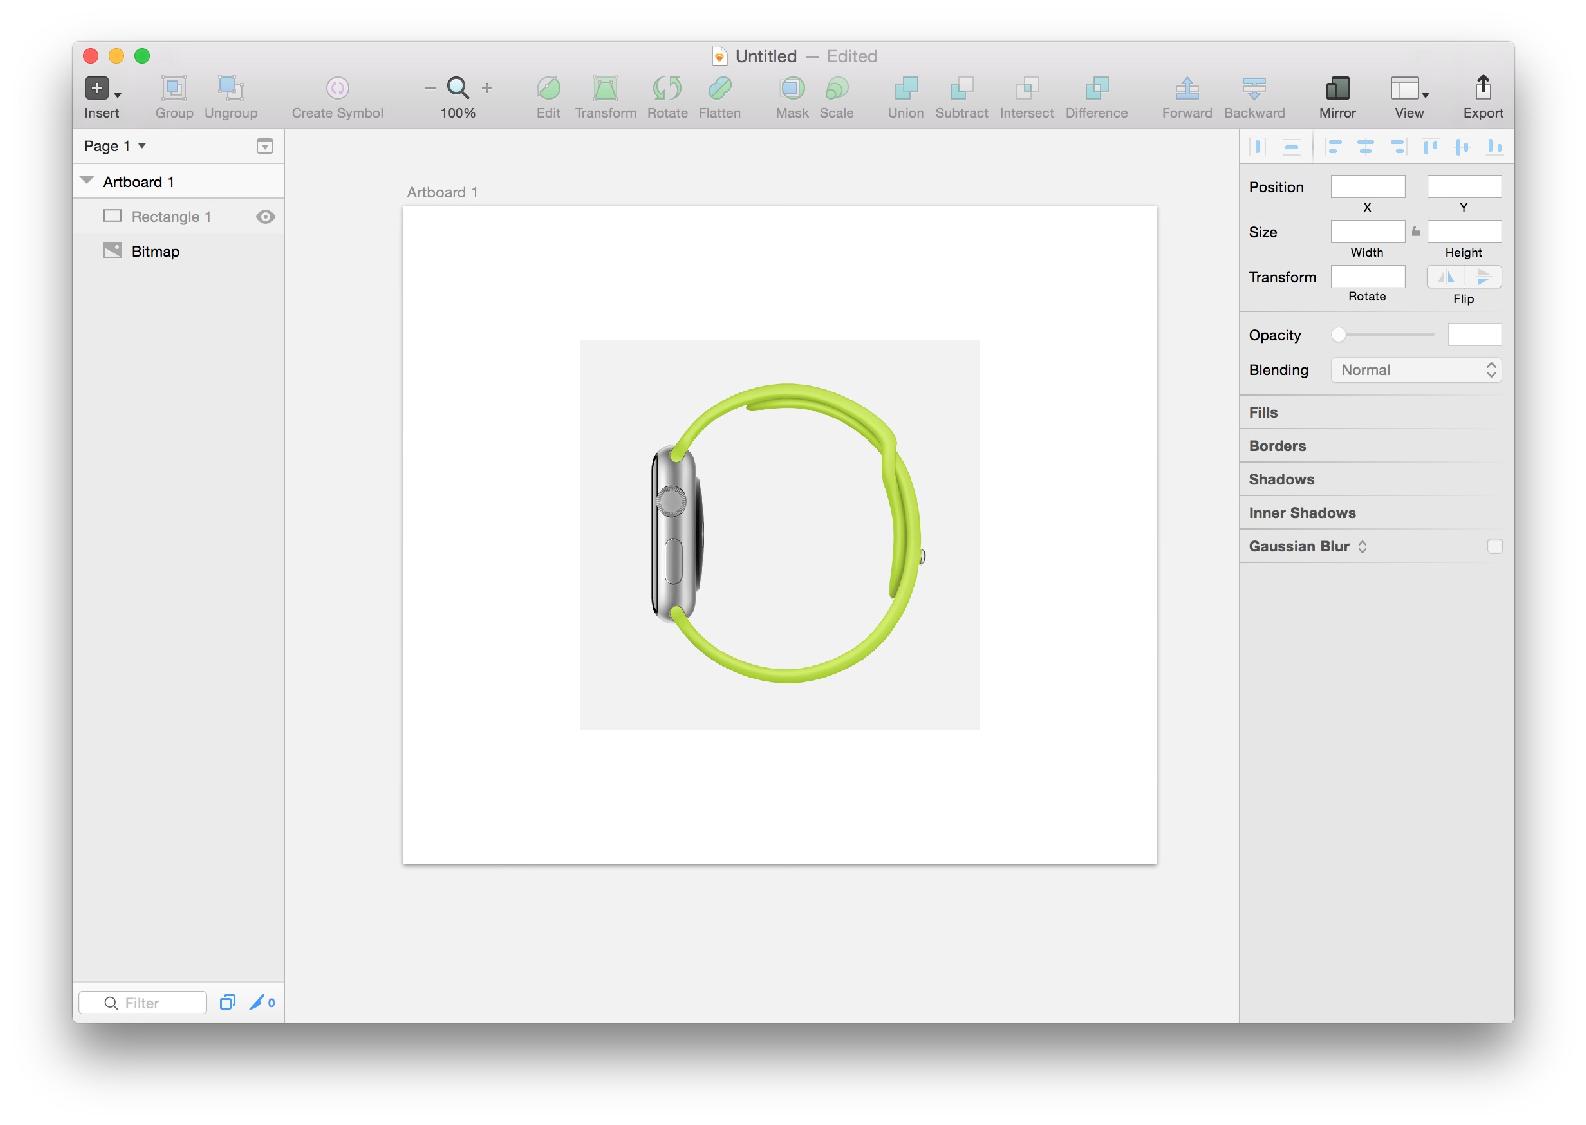 Untitled — Edited
Insert Group Ungroup Create Symbol − 100% + Edit Transform Rotate Flatten Mask Scale Union Subtract Intersect Difference Forward Backward Mirror View Export
Page 1
Artboard 1
Rectangle 1
Bitmap
Filter
0
Artboard 1
Position
X Y
Size
Width Height
Transform
Rotate Flip
Opacity
Blending Normal
Fills
Borders
Shadows
Inner Shadows
Gaussian Blur